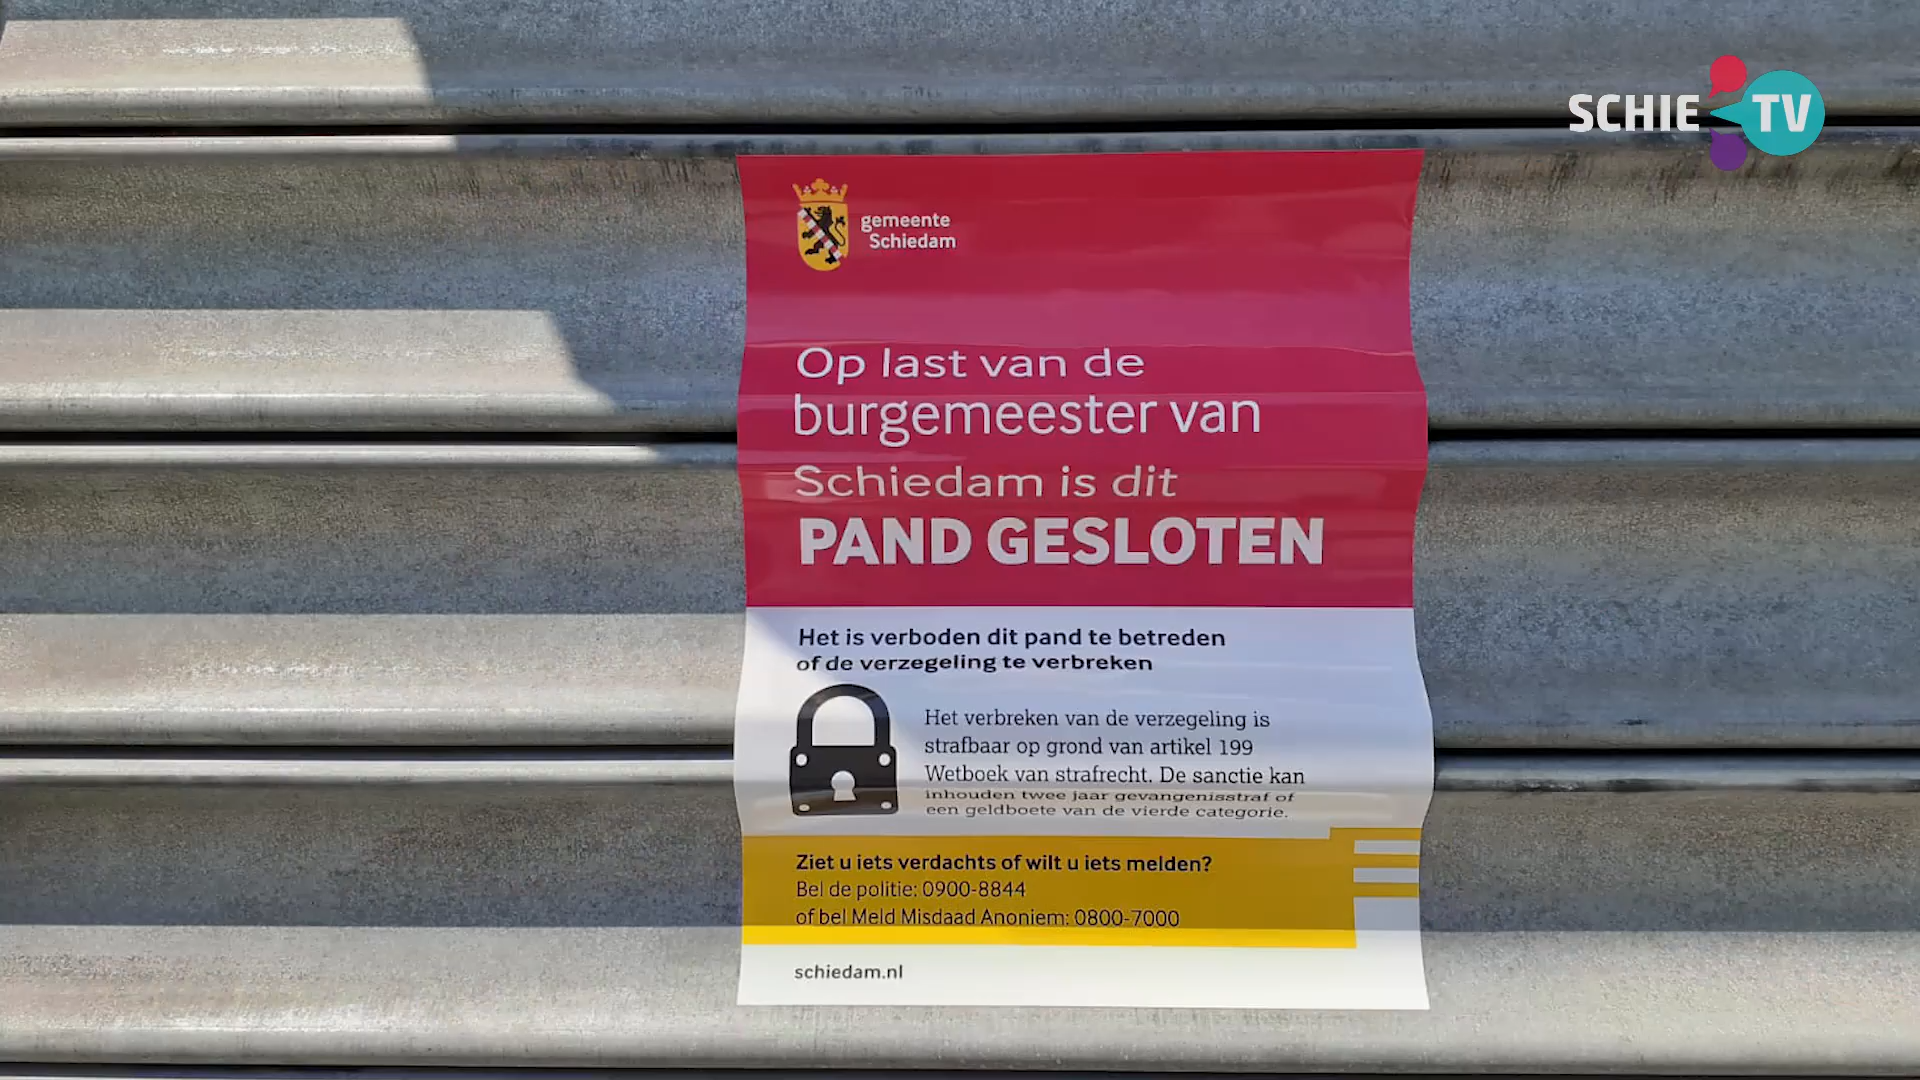 SCHIE TV
gemeente
Schiedam
Op last van de
burgemeester van
Schiedam is dit
PAND GESLOTEN
Het is verboden dit pand te betreden
of de verzegeling te verbreken
Het verbreken van de verzegeling is
strafbaar op grond van artikel 199
Wetboek van strafrecht. De sanctie kan
inhouden twee jaar gevangenisstraf of
een geldboete van de vierde categorie.
Ziet u iets verdachts of wilt u iets melden?
Bel de politie: 0900-8844
of bel Meld Misdaad Anoniem: 0800-7000
schiedam.nl